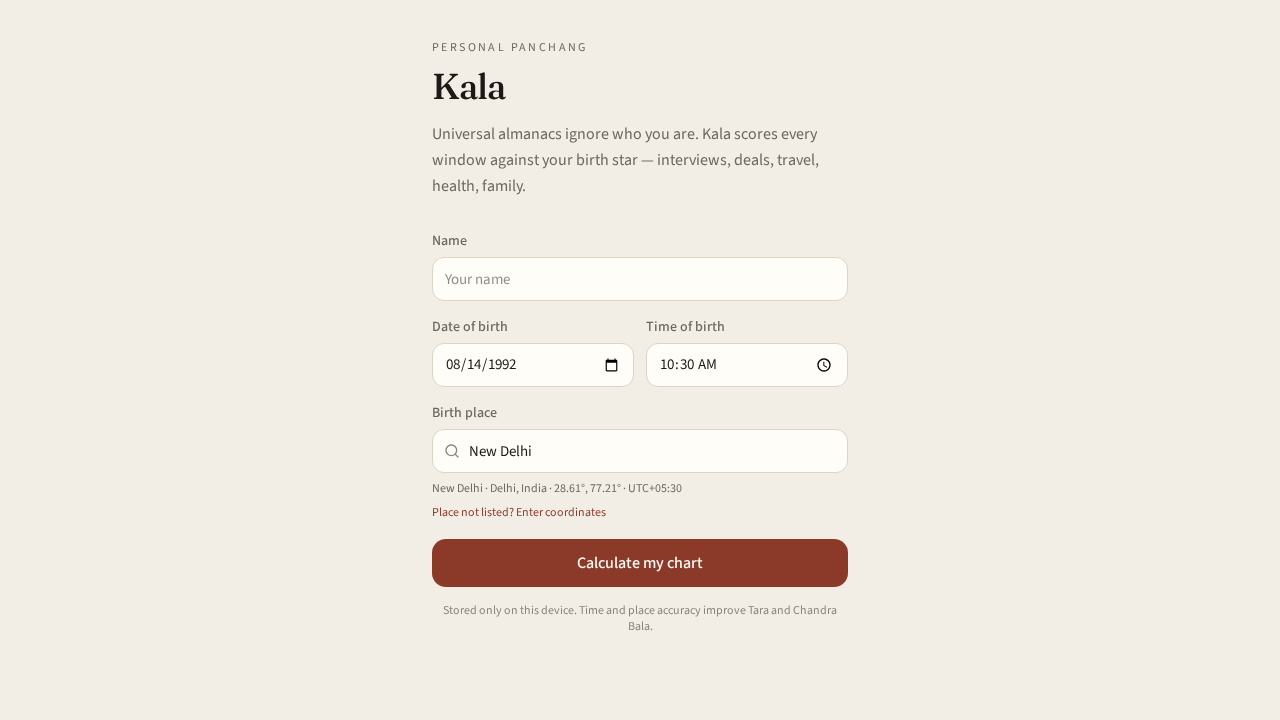 PERSONAL PANCHANG
Kala
Universal almanacs ignore who you are. Kala scores every
window against your birth star — interviews, deals, travel,
health, family.
Name
Your name
Date of birth
Time of birth
08/14/1992
10:30 AM
Birth place
New Delhi
New Delhi · Delhi, India · 28.61°, 77.21° · UTC+05:30
Place not listed? Enter coordinates
Calculate my chart
Stored only on this device. Time and place accuracy improve Tara and Chandra
Bala.